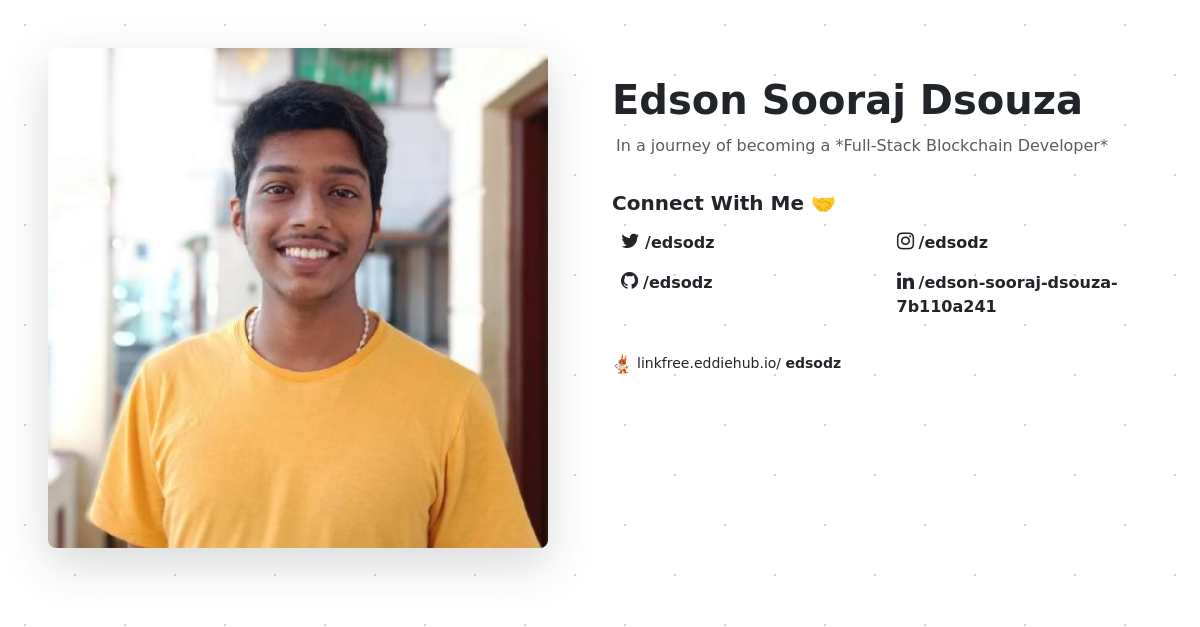 Edson Sooraj Dsouza
In a journey of becoming a *Full-Stack Blockchain Developer*
Connect With Me 🤝
/edsodz
/edsodz
/edsodz
/edson-sooraj-dsouza-
7b110a241
linkfree.eddiehub.io/ edsodz